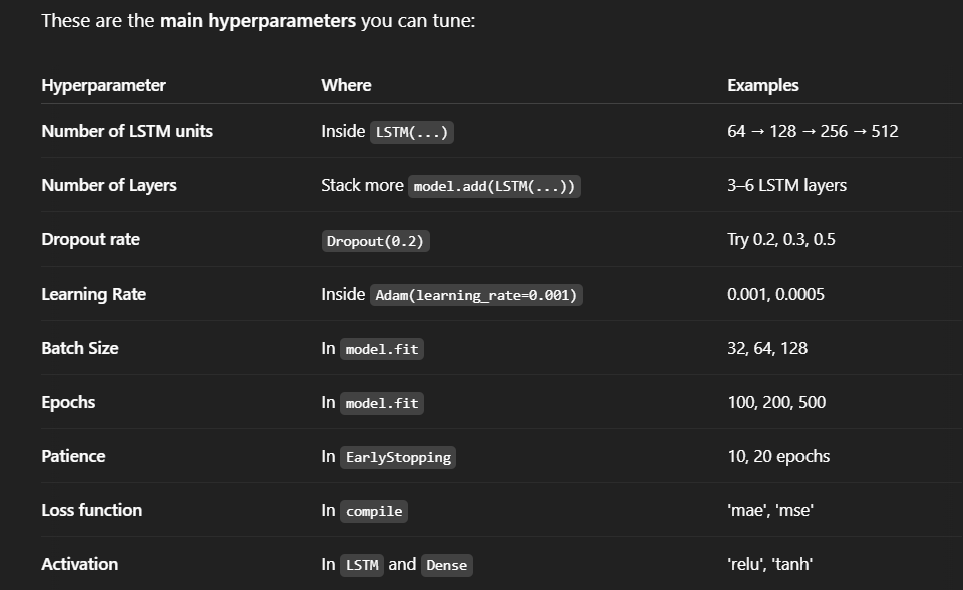 These are the main hyperparameters you can tune:
Hyperparameter Where Examples
Number of LSTM units Inside LSTM(...) 64 → 128 → 256 → 512
Number of Layers Stack more model.add(LSTM(...)) 3–6 LSTM layers
Dropout rate Dropout(0.2) Try 0.2, 0.3, 0.5
Learning Rate Inside Adam(learning_rate=0.001) 0.001, 0.0005
Batch Size In model.fit 32, 64, 128
Epochs In model.fit 100, 200, 500
Patience In EarlyStopping 10, 20 epochs
Loss function In compile 'mae', 'mse'
Activation In LSTM and Dense 'relu', 'tanh'